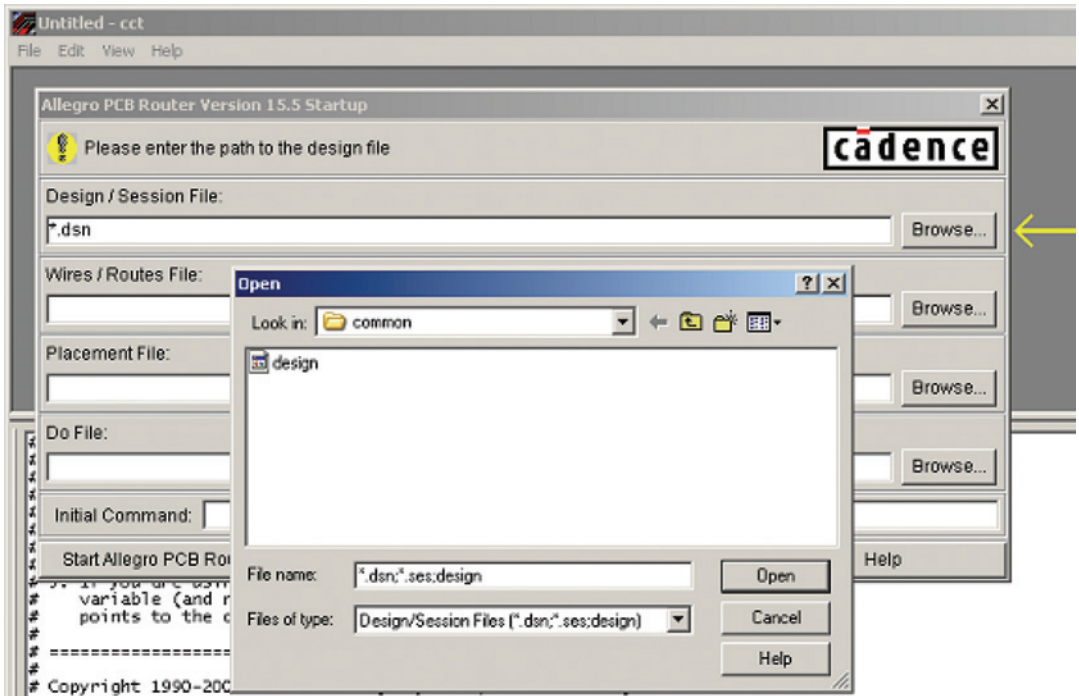 Untitled - cct
File Edit View Help
Allegro PCB Router Version 15.5 Startup
Please enter the path to the design file
cādence
Design / Session File:
*.dsn
Browse...
Wires / Routes File:
Browse...
Placement File:
Browse...
Do File:
Browse...
Initial Command:
Start Allegro PCB
Help
Open
Look in: common
design
File name: *.dsn;*.ses;design
Open
Files of type: Design/Session Files (*.dsn;*.ses;design)
Cancel
Help
# variable (and
# points to the
#
# ===================
#
# Copyright 1990-